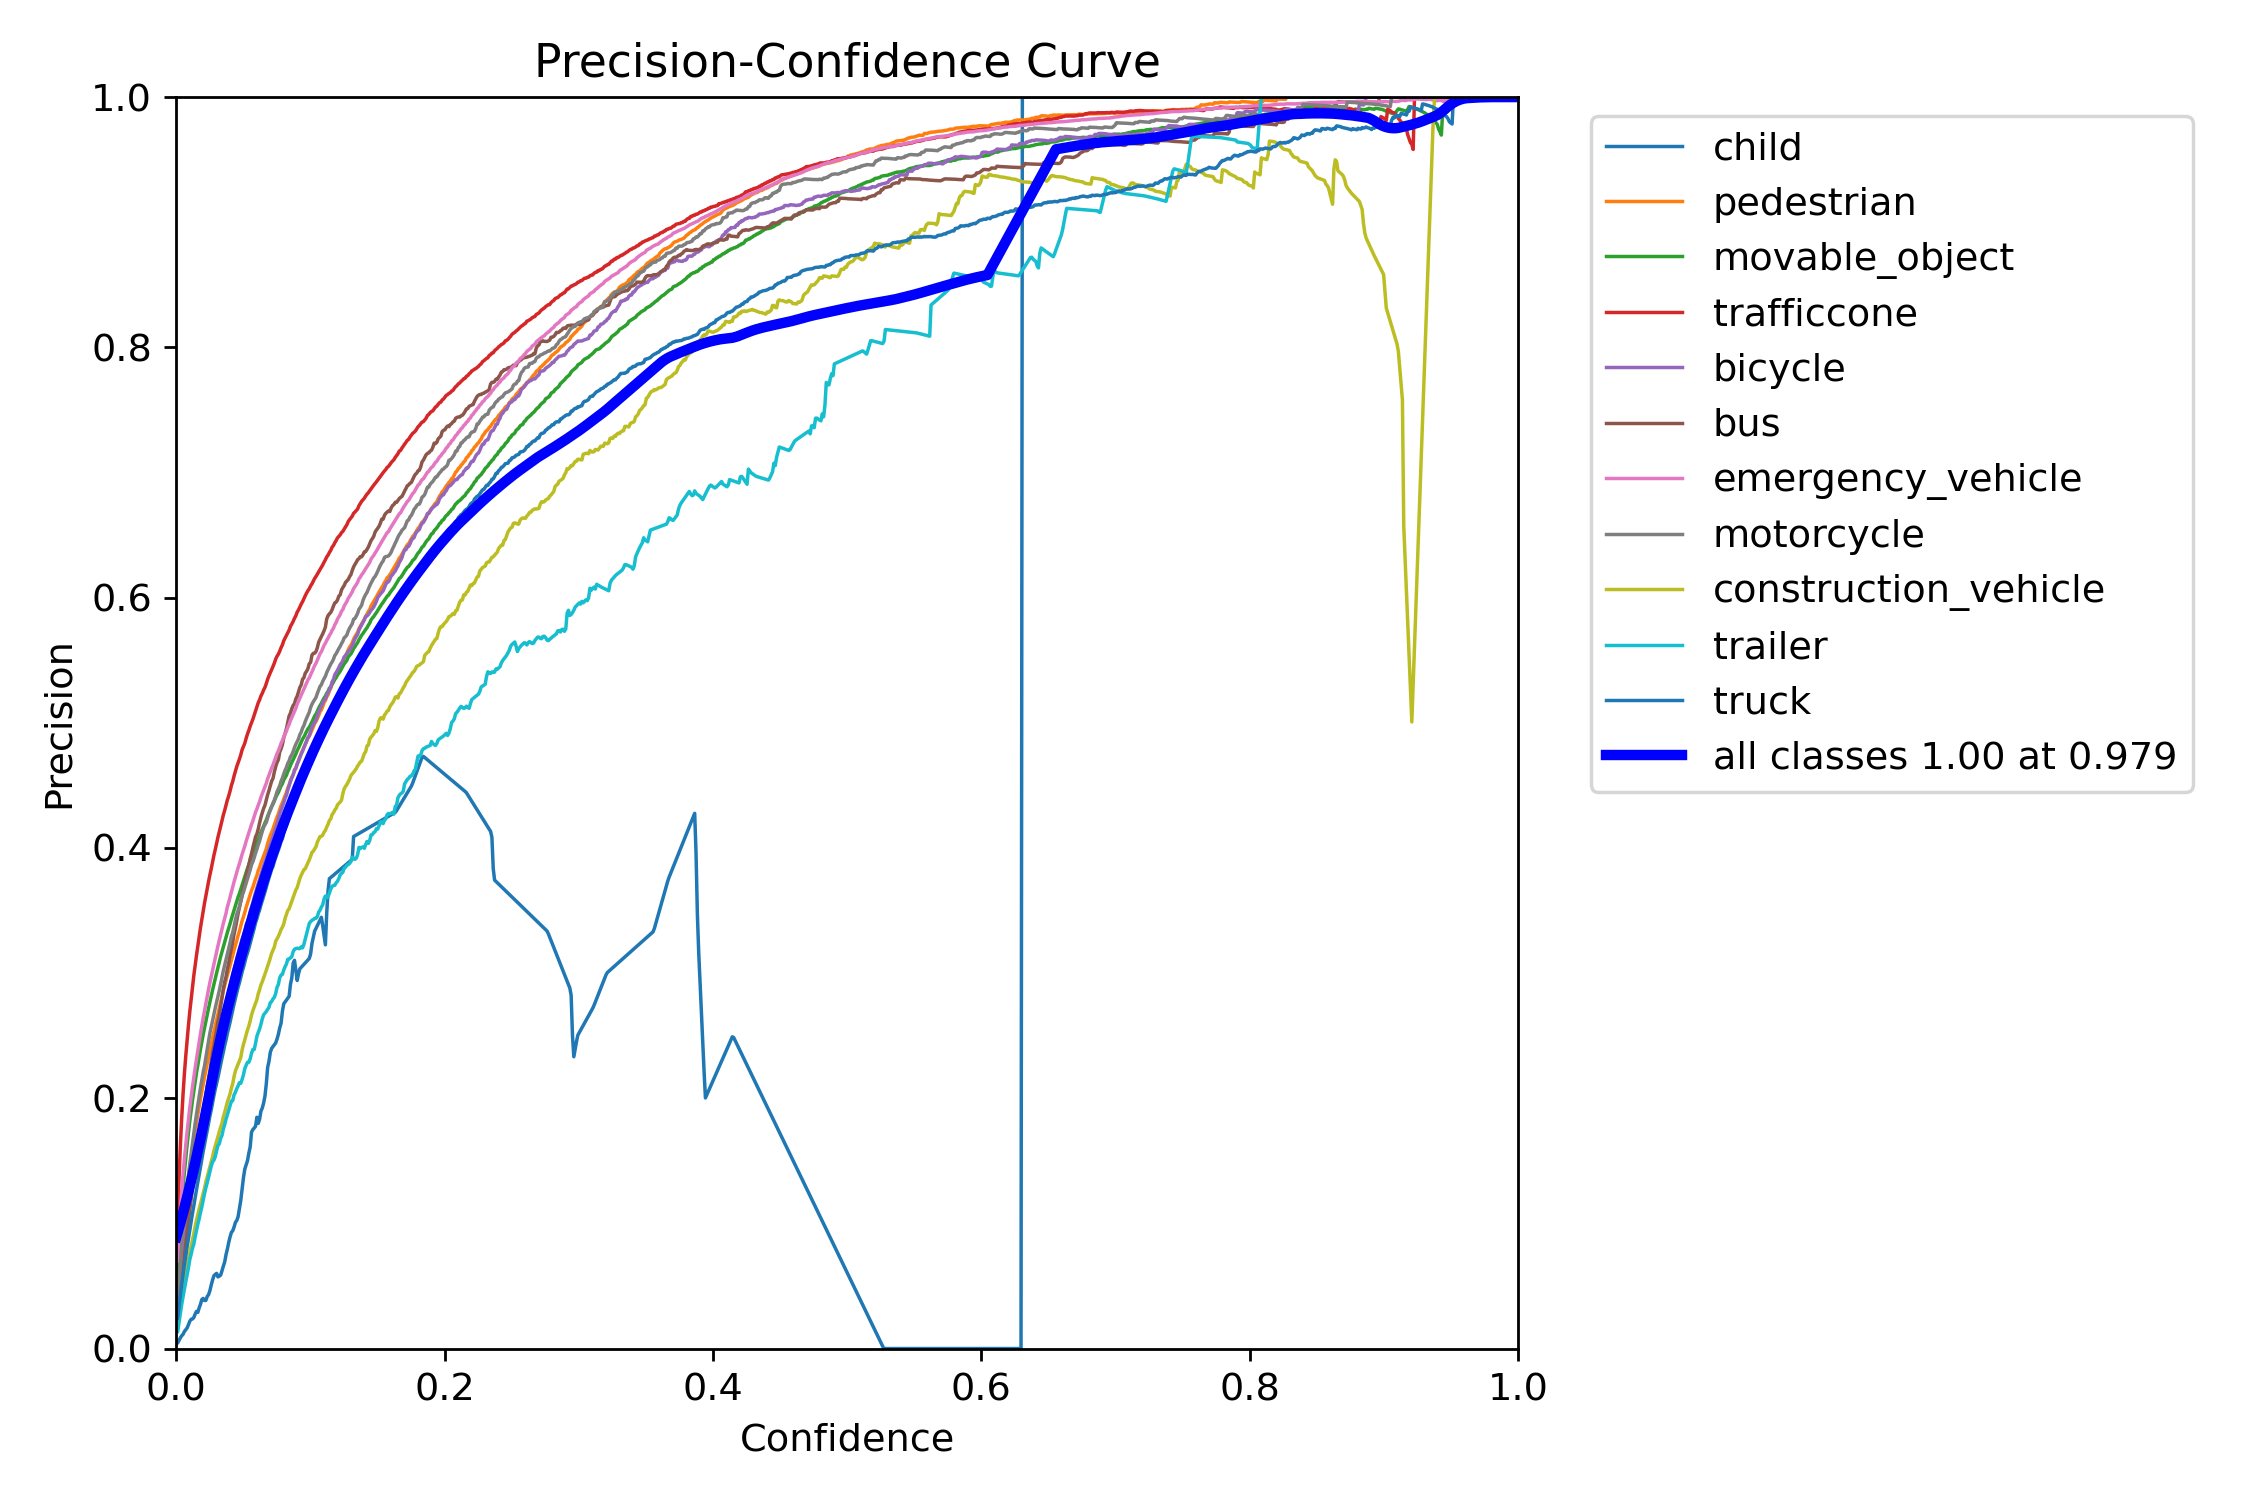 Precision-Confidence Curve
1.0
0.8
0.6
0.4
0.2
0.0
Precision
0.0 0.2 0.4 0.6 0.8 1.0
Confidence
child
pedestrian
movable_object
trafficcone
bicycle
bus
emergency_vehicle
motorcycle
construction_vehicle
trailer
truck
all classes 1.00 at 0.979